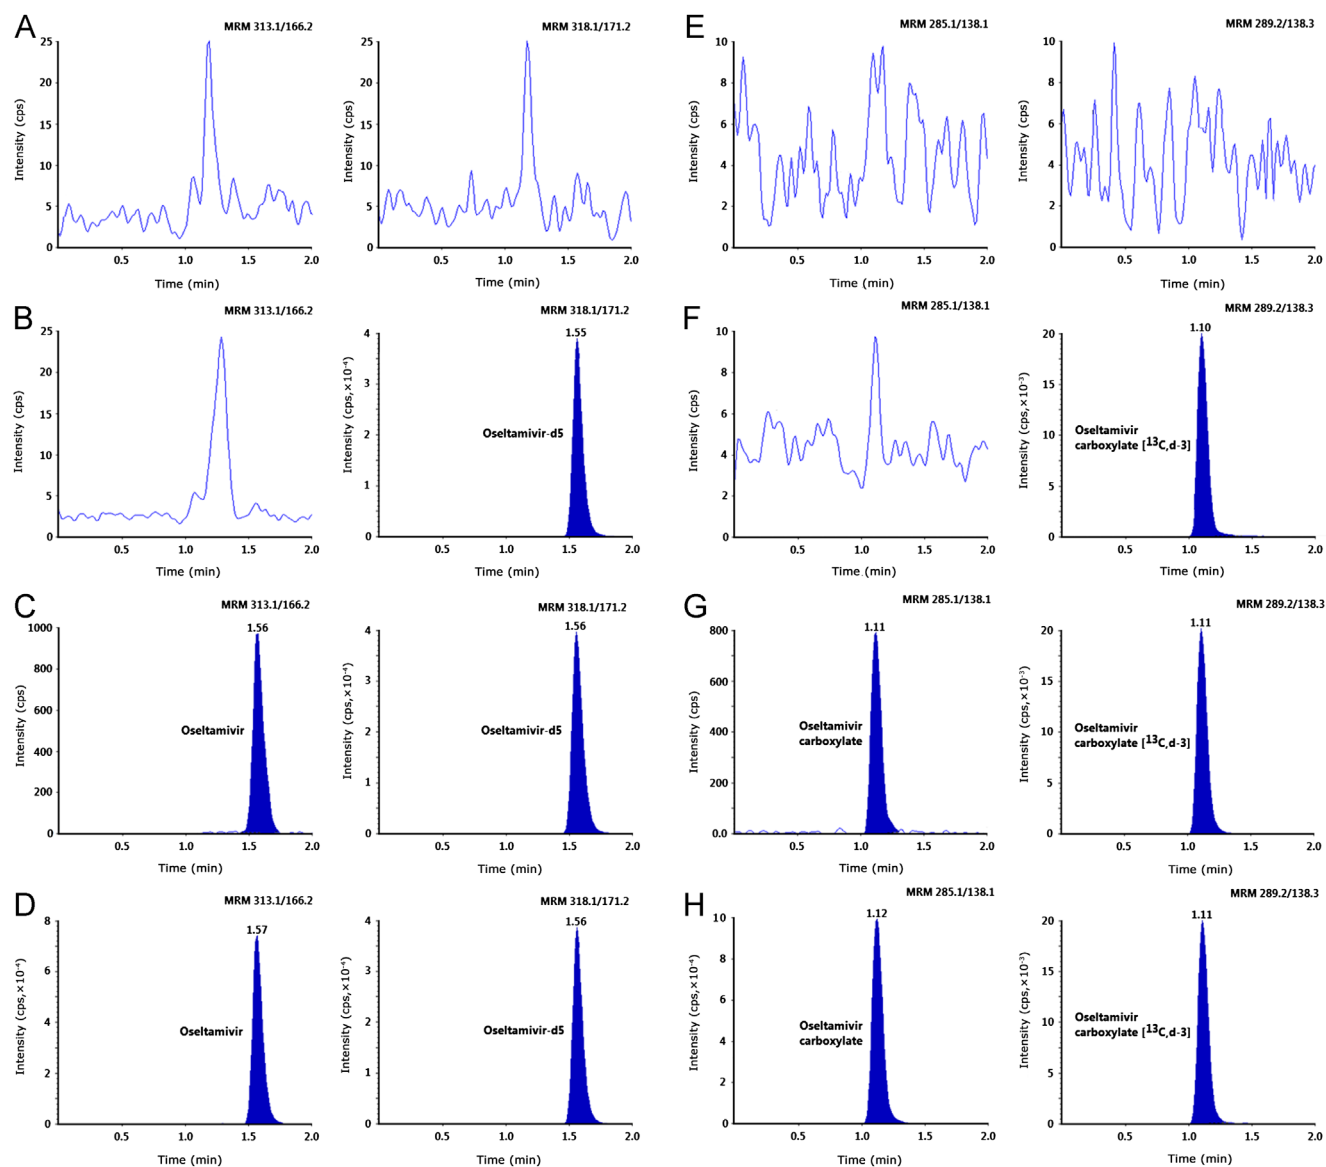 A
MRM 313.1/166.2
25
20
15
10
5
0
Intensity (cps)
0.5
1.0
1.5
2.0
Time (min)
MRM 318.1/171.2
25
20
15
10
5
0
Intensity (cps)
0.5
1.0
1.5
2.0
Time (min)
E
MRM 285.1/138.1
10
8
6
4
2
0
Intensity (cps)
0.5
1.0
1.5
2.0
Time (min)
MRM 289.2/138.3
10
8
6
4
2
0
Intensity (cps)
0.5
1.0
1.5
2.0
Time (min)
B
MRM 313.1/166.2
25
20
15
10
5
0
Intensity (cps)
0.5
1.0
1.5
2.0
Time (min)
MRM 318.1/171.2
1.55
4
3
2
1
0
Intensity (cps,×10⁻⁴)
Oseltamivir-d5
0.5
1.0
1.5
2.0
Time (min)
F
MRM 285.1/138.1
10
8
6
4
2
0
Intensity (cps)
0.5
1.0
1.5
2.0
Time.(min)
MRM 289.2/138.3
1.10
20
15
10
5
0
Intensity (cps,×10⁻³)
Oseltamivir
carboxylate [¹³C,d-3]
0.5
1.0
1.5
2.0
Time (min)
C
MRM 313.1/166.2
1.56
1000
800
600
400
200
0
Intensity (cps)
Oseltamivir
0.5
1.0
1.5
2.0
Time (min)
MRM 318.1/171.2
1.56
4
3
2
1
0
Intensity (cps,×10⁻⁴)
Oseltamivir-d5
0.5
1.0
1.5
2.0
Time (min)
G
MRM 285.1/138.1
1.11
800
600
400
200
0.0
Intensity (cps)
Oseltamivir
carboxylate
0.5
1.0
1.5
2.0
Time (min)
MRM 289.2/138.3
1.11
20
15
10
5
0
Intensity (cps,×10⁻³)
Oseltamivir
carboxylate [¹³C,d-3]
0.5
1.0
1.5
2.0
Time (min)
D
MRM 313.1/166.2
1.57
8
6
4
2
0
Intensity (cps,×10⁻⁴)
Oseltamivir
0.5
1.0
1.5
2.0
Time (min)
MRM 318.1/171.2
1.56
4
3
2
1
0
Intensity (cps,×10⁻⁴)
Oseltamivir-d5
0.5
1.0
1.5
2.0
Time (min)
H
MRM 285.1/138.1
1.12
10
8
6
4
2
0
Intensity (cps,×10⁻⁴)
Oseltamivir
carboxylate
0.5
1.0
1.5
2.0
Time (min)
MRM 289.2/138.3
1.11
20
15
10
5
0
Intensity (cps,×10⁻³)
Oseltamivir
carboxylate [¹³C,d-3]
0.5
1.0
1.5
2.0
Time (min)